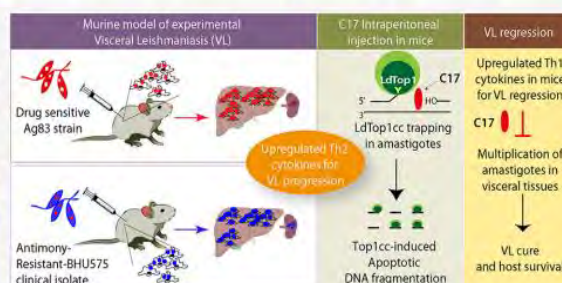 Murine model of experimental
Visceral Leishmaniasis (VL)
Drug sensitive
Ag83 strain
Antimony-
Resistant-BHU575
clinical isolate
Upregulated Th2
cytokines for
VL progression
C17 Intraperitoneal
injection in mice
LdTop1
Y
C17
5'
HO
3'
LdTop1cc trapping
in amastigotes
Top1cc-induced
Apoptotic
DNA fragmentation
VL regression
Upregulated Th1
cytokines in mice
for VL regression
C17
Multiplication of
amastigotes in
visceral tissues
VL cure
and host survival